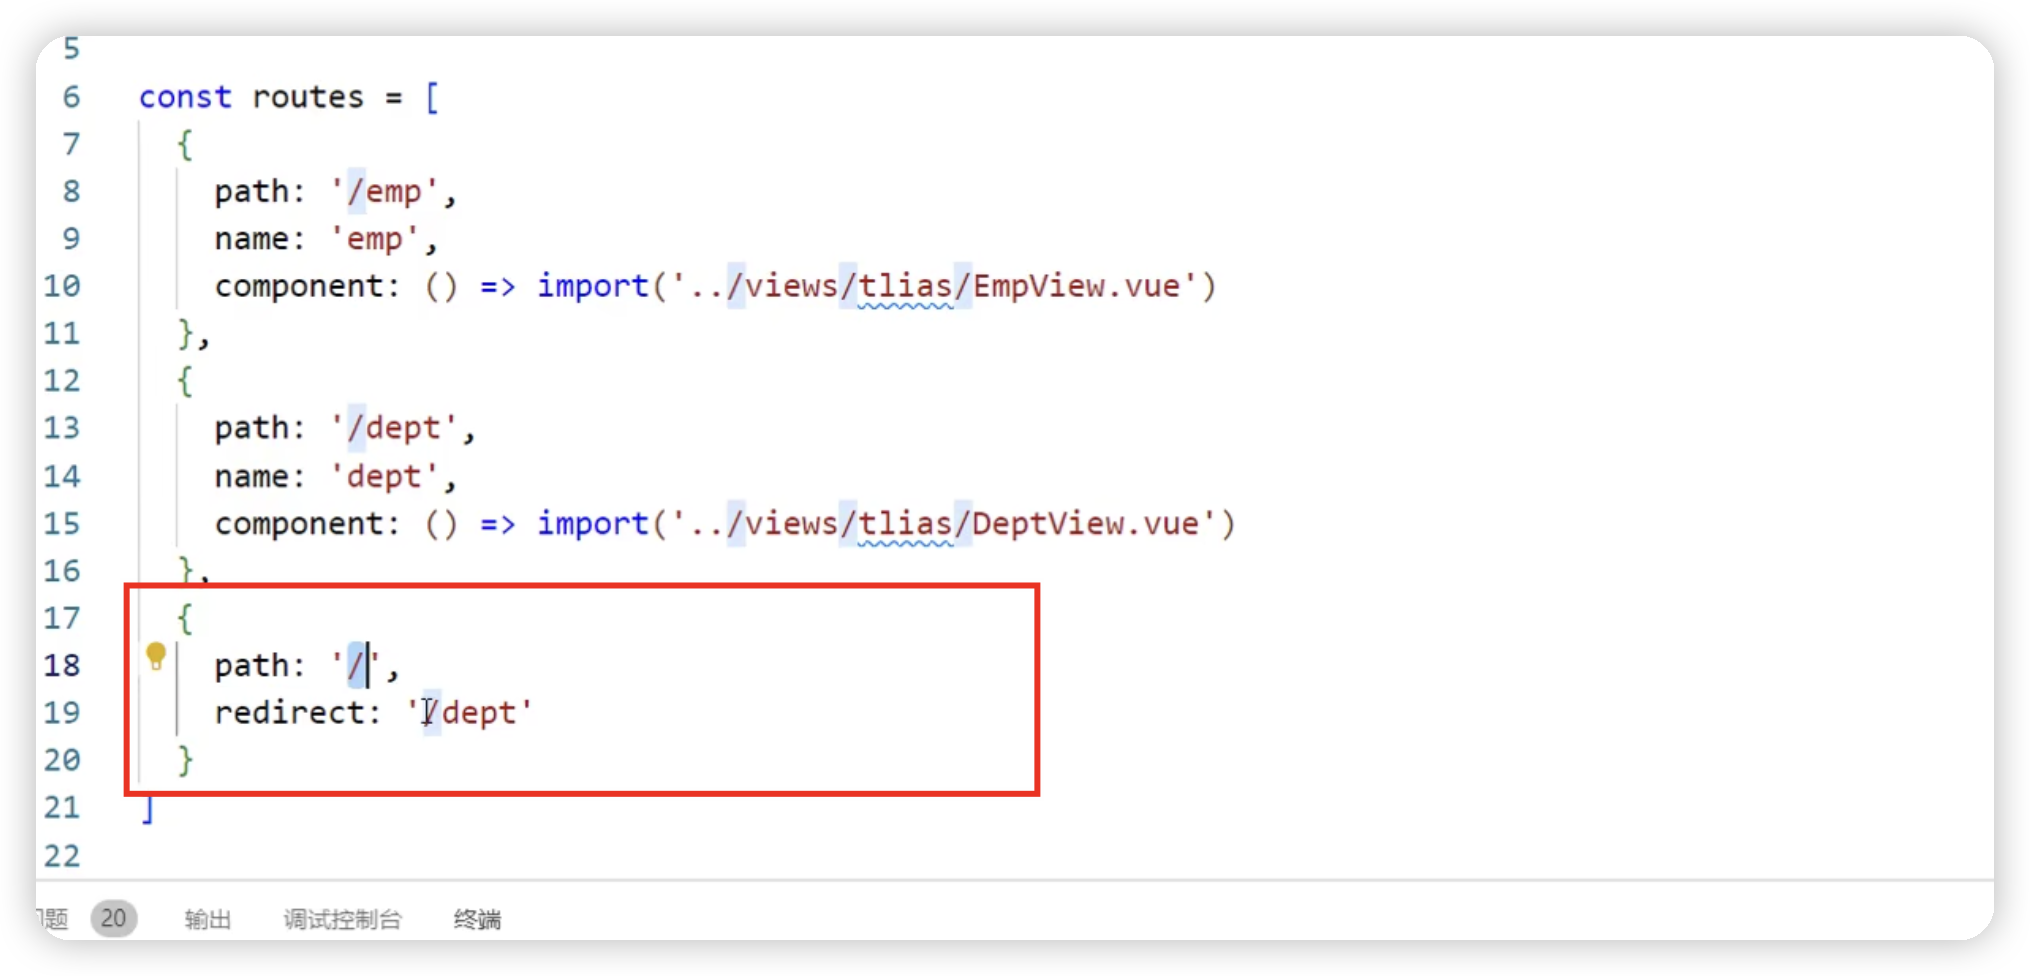 5
6 const routes = [
7 {
8 path: '/emp',
9 name: 'emp',
10 component: () => import('../views/tlias/EmpView.vue')
11 },
12 {
13 path: '/dept',
14 name: 'dept',
15 component: () => import('../views/tlias/DeptView.vue')
16 },
17 {
18 path: '/',
19 redirect: '/dept'
20 }
21 ]
22
题 20 输出 调试控制台 终端